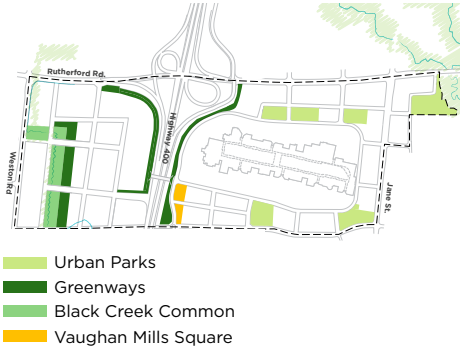 Rutherford Rd.
Highway 400
Weston Rd
Jane St.
Urban Parks
Greenways
Black Creek Common
Vaughan Mills Square